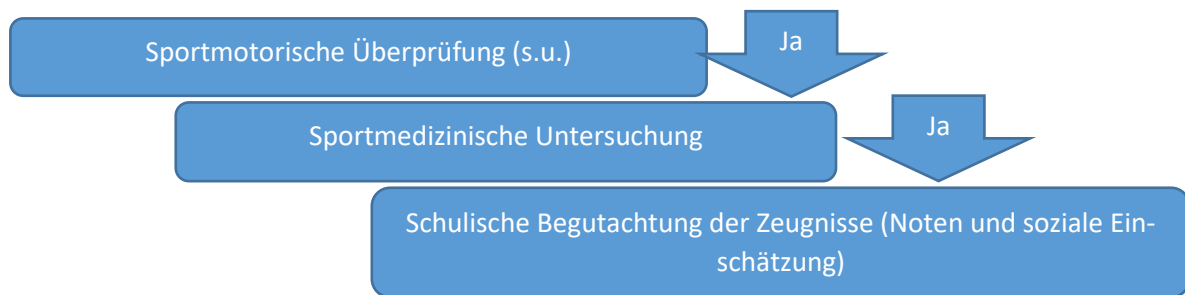 Sportmotorische Überprüfung (s.u.)
Ja
Sportmedizinische Untersuchung
Ja
Schulische Begutachtung der Zeugnisse (Noten und soziale Ein-
schätzung)